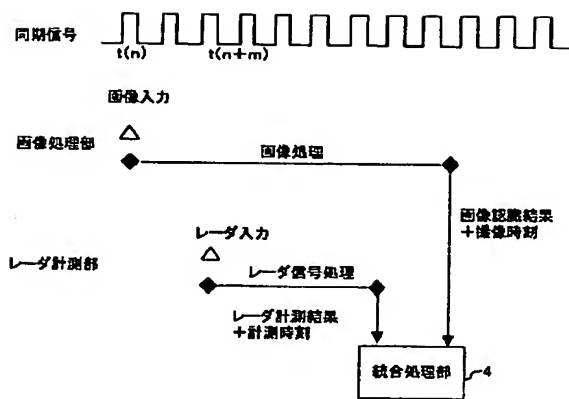 同期信号
t(n)
t(n+m)
画像入力
画像処理部
画像処理
画像認識結果
+撮像時刻
レーダ入力
レーダ計測部
レーダ信号処理
レーダ計測結果
+計測時刻
統合処理部
4